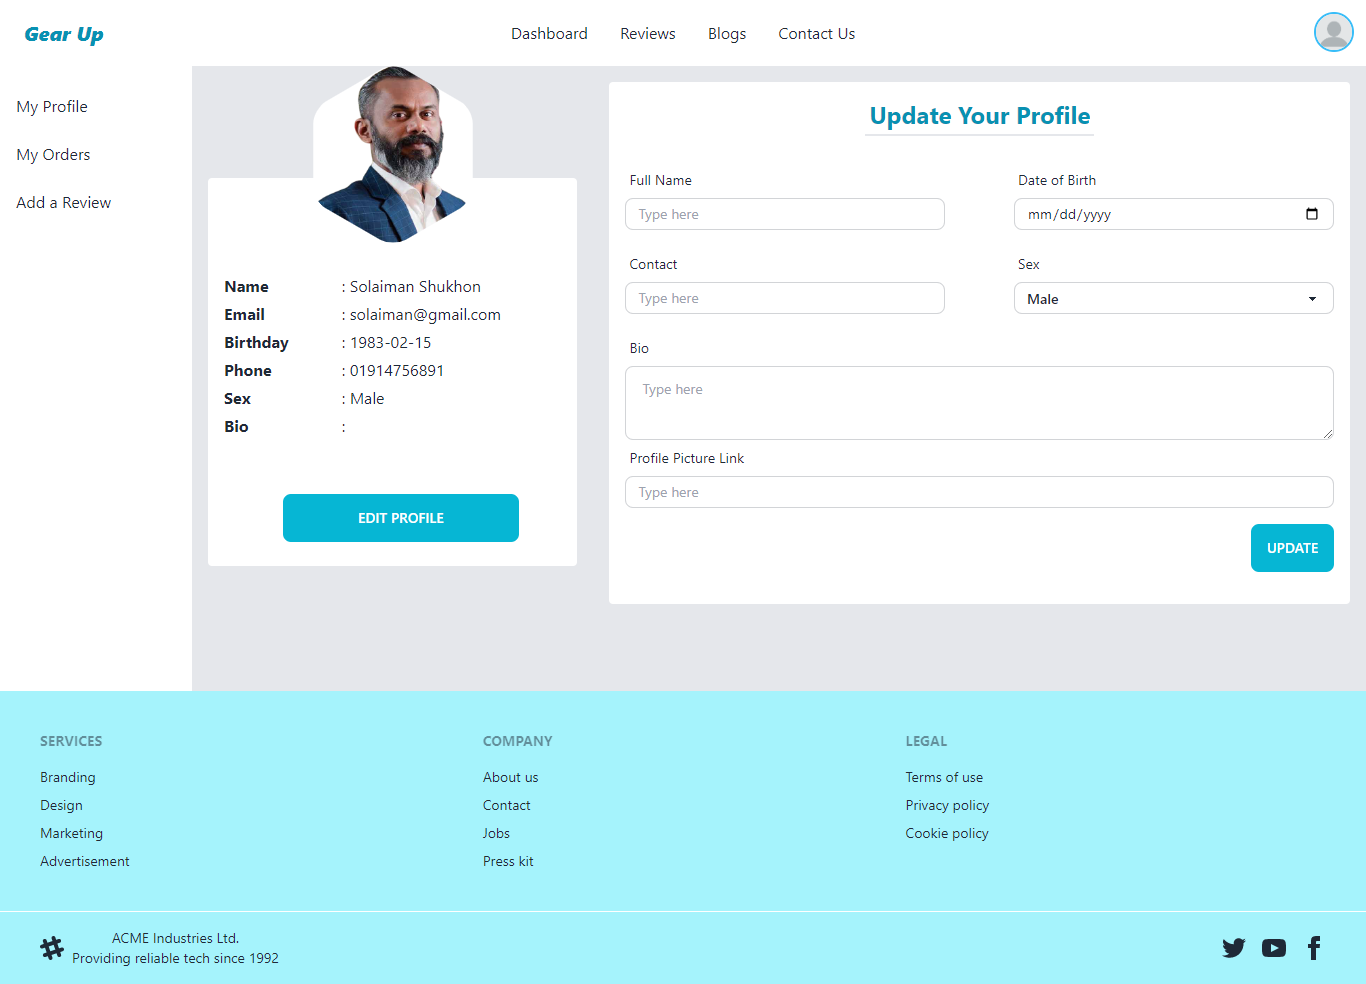 Gear Up
Dashboard Reviews Blogs Contact Us
My Profile
My Orders
Add a Review
Name : Solaiman Shukhon
Email : solaiman@gmail.com
Birthday : 1983-02-15
Phone : 01914756891
Sex : Male
Bio :
EDIT PROFILE
Update Your Profile
Full Name Date of Birth
Type here mm/dd/yyyy
Contact Sex
Type here Male
Bio
Type here
Profile Picture Link
Type here
UPDATE
SERVICES
Branding
Design
Marketing
Advertisement
COMPANY
About us
Contact
Jobs
Press kit
LEGAL
Terms of use
Privacy policy
Cookie policy
ACME Industries Ltd.
Providing reliable tech since 1992